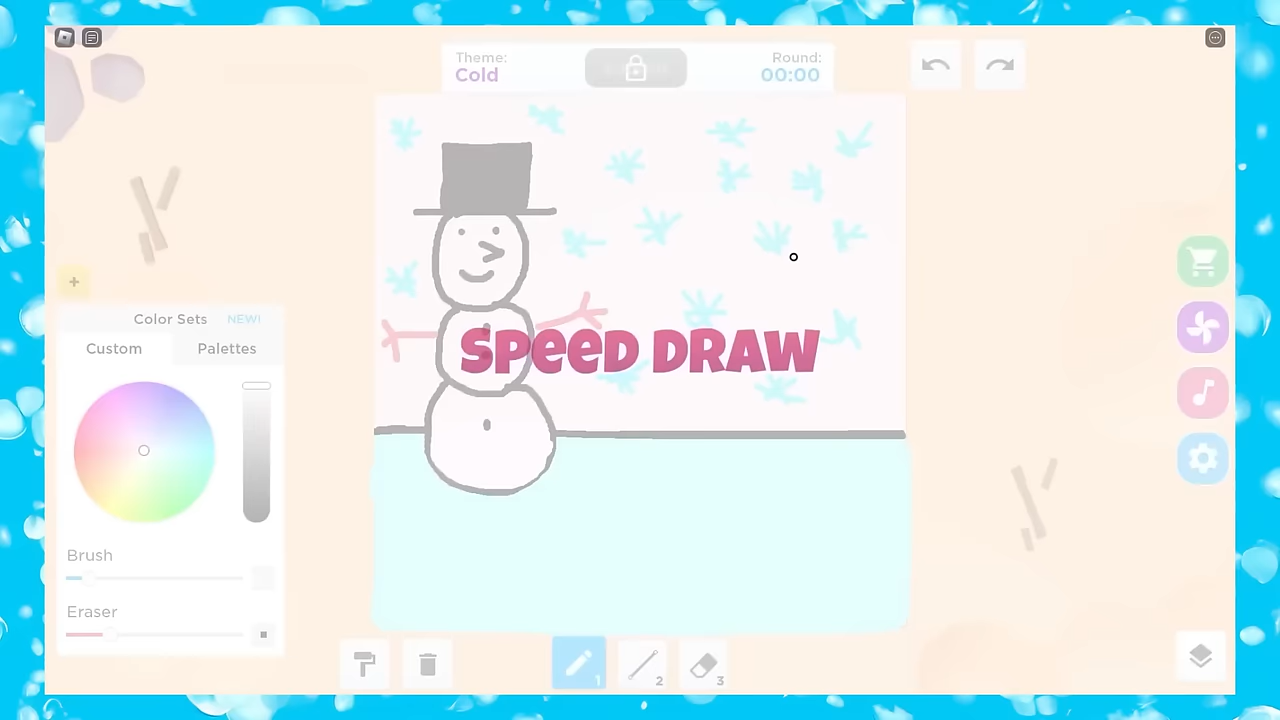 Theme:
Cold
Round:
00:00
SPEED DRAW
+
Color Sets NEW!
Custom Palettes
Brush
Eraser
1
2
3